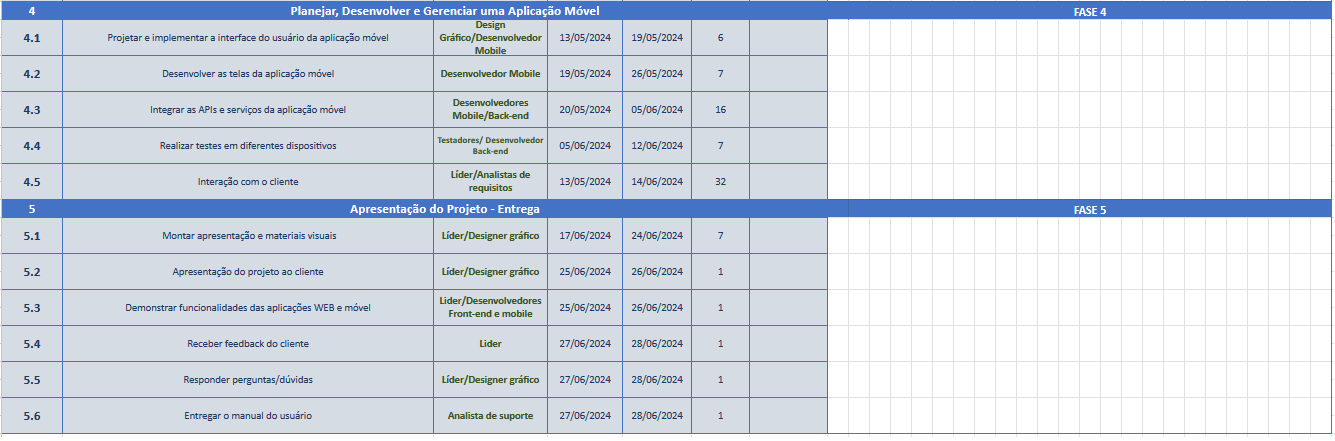 4 Planejar, Desenvolver e Gerenciar uma Aplicação Móvel FASE 4
4.1 Projetar e implementar a interface do usuário da aplicação móvel Design Gráfico/Desenvolvedor Mobile 13/05/2024 19/05/2024 6
4.2 Desenvolver as telas da aplicação móvel Desenvolvedor Mobile 19/05/2024 26/05/2024 7
4.3 Integrar as APIs e serviços da aplicação móvel Desenvolvedores Mobile/Back-end 20/05/2024 05/06/2024 16
4.4 Realizar testes em diferentes dispositivos Testadores/ Desenvolvedor Back-end 05/06/2024 12/06/2024 7
4.5 Interação com o cliente Líder/Analistas de requisitos 13/05/2024 14/06/2024 32
5 Apresentação do Projeto - Entrega FASE 5
5.1 Montar apresentação e materiais visuais Líder/Designer gráfico 17/06/2024 24/06/2024 7
5.2 Apresentação do projeto ao cliente Líder/Designer gráfico 25/06/2024 26/06/2024 1
5.3 Demonstrar funcionalidades das aplicações WEB e móvel Lider/Desenvolvedores Front-end e mobile 25/06/2024 26/06/2024 1
5.4 Receber feedback do cliente Lider 27/06/2024 28/06/2024 1
5.5 Responder perguntas/dúvidas Líder/Designer gráfico 27/06/2024 28/06/2024 1
5.6 Entregar o manual do usuário Analista de suporte 27/06/2024 28/06/2024 1